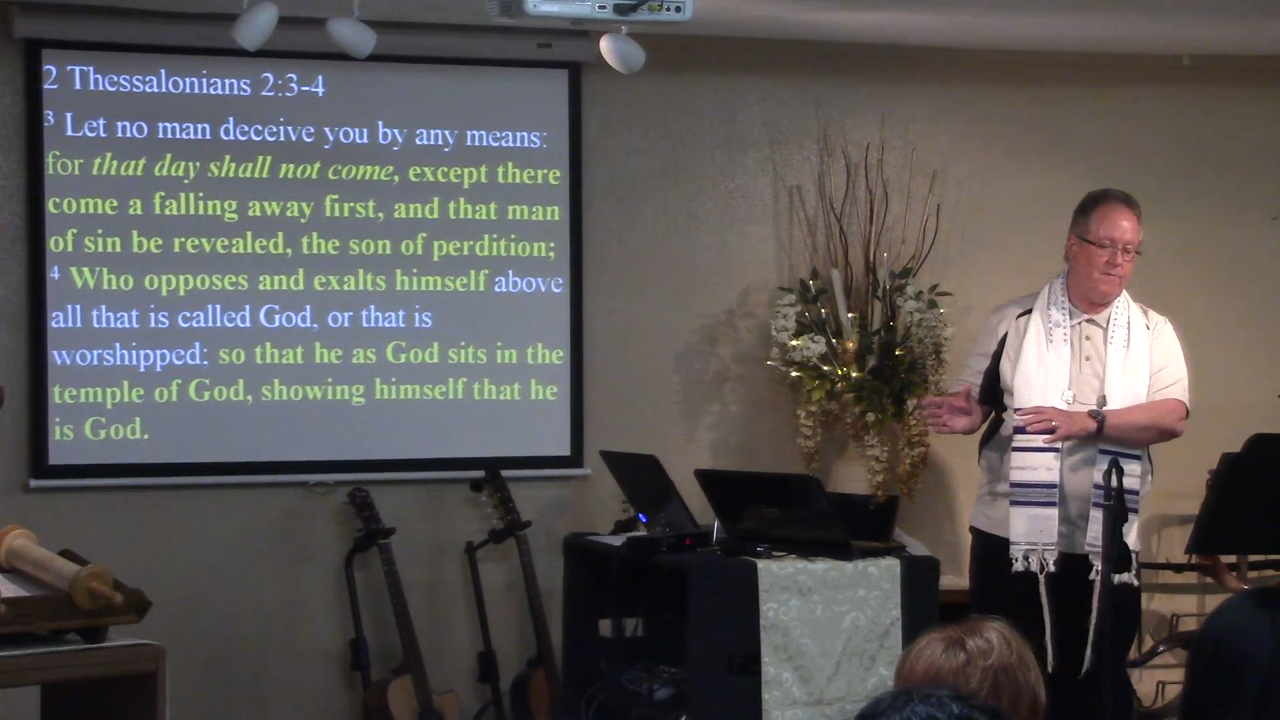 2 Thessalonians 2:3-4
³ Let no man deceive you by any means:
for that day shall not come, except there
come a falling away first, and that man
of sin be revealed, the son of perdition;
⁴ Who opposes and exalts himself above
all that is called God, or that is
worshipped; so that he as God sits in the
temple of God, showing himself that he
is God.